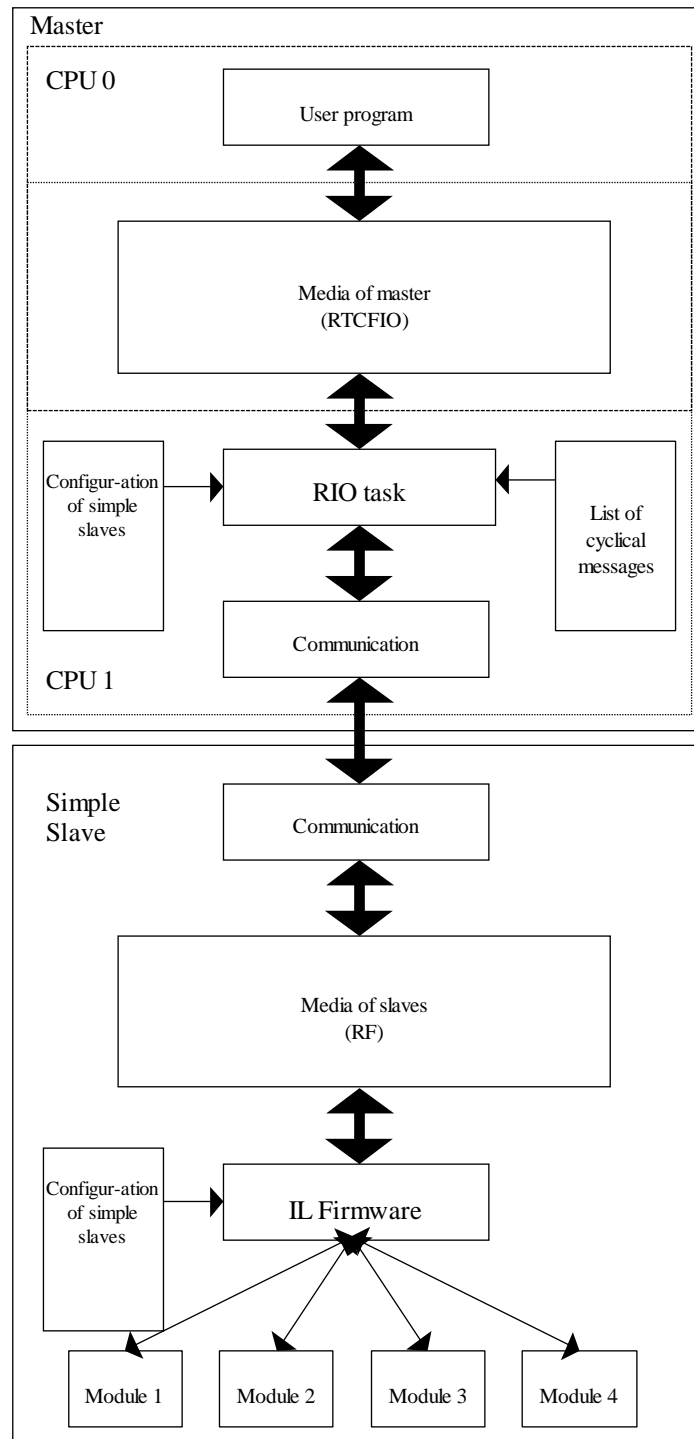 Master
CPU 0
User program
Media of master
(RTCFIO)
Configur-ation
of simple
slaves
RIO task
List of
cyclical
messages
Communication
CPU 1
Simple
Slave
Communication
Media of slaves
(RF)
Configur-ation
of simple
slaves
IL Firmware
Module 1
Module 2
Module 3
Module 4